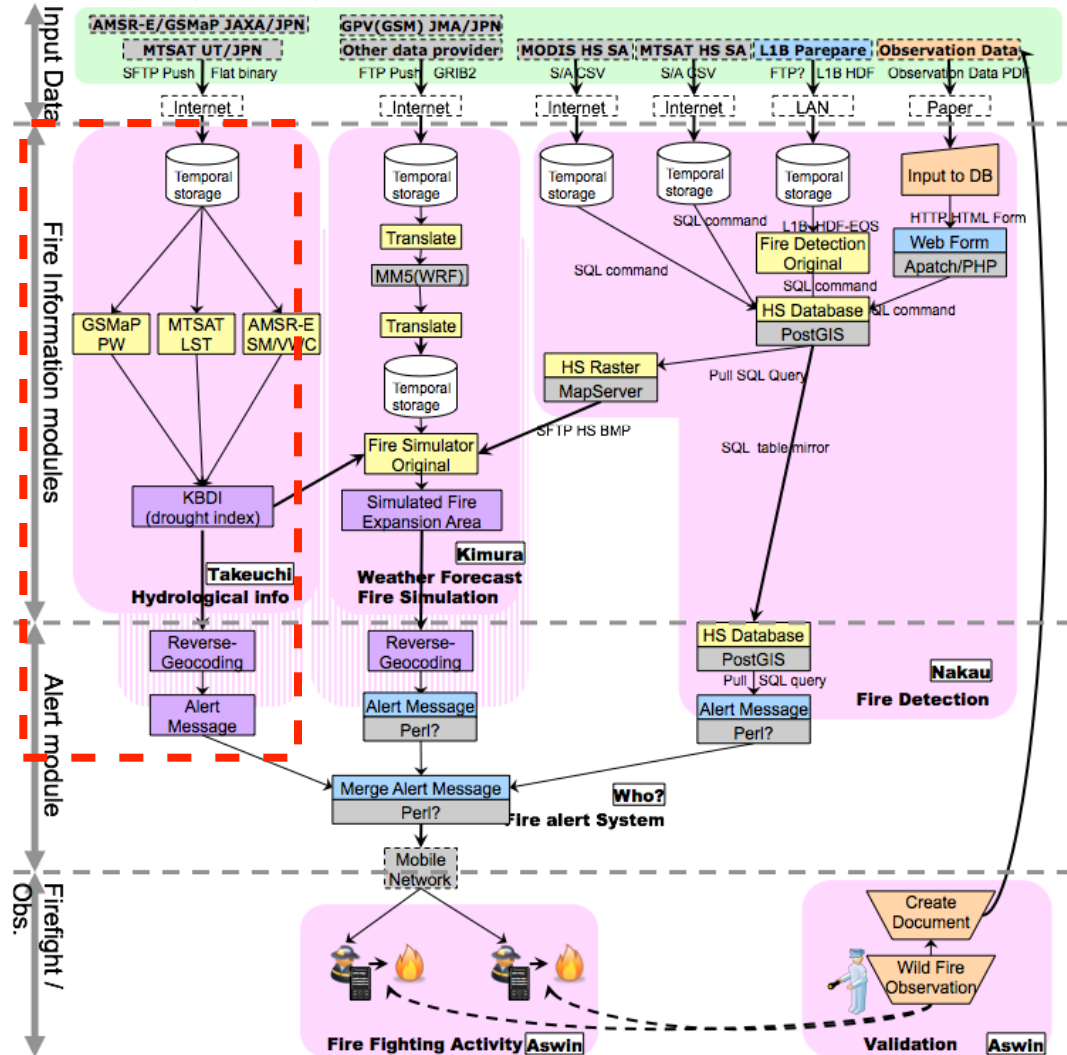 Input Data
AMSR-E/GSMaP JAXA/JPN
MTSAT UT/JPN
SFTP Push Flat binary
Internet
GPV(GSM) JMA/JPN
Other data provider
FTP Push GRIB2
Internet
MODIS HS SA
S/A CSV
Internet
MTSAT HS SA
S/A CSV
Internet
L1B Parepare
FTP? L1B HDF
LAN
Observation Data
Observation Data PDF
Paper
Fire Information modules
Temporal
storage
GSMaP
PW
MTSAT
LST
AMSR-E
SM/VWC
KBDI
(drought index)
Takeuchi
Hydrological info
Temporal
storage
Translate
MM5(WRF)
Translate
Temporal
storage
Fire Simulator
Original
Simulated Fire
Expansion Area
Kimura
Weather Forecast
Fire Simulation
Temporal
storage
SQL command
Temporal
storage
SQL command
Temporal
storage
L1B HDF-EOS
Fire Detection
Original
SQL command
Input to DB
HTTP HTML Form
Web Form
Apatch/PHP
QL command
HS Database
PostGIS
Pull SQL Query
HS Raster
MapServer
SFTP HS BMP
SQL table mirror
Alert module
Reverse-
Geocoding
Alert
Message
Reverse-
Geocoding
Alert Message
Perl?
HS Database
PostGIS
Pull SQL query
Alert Message
Perl?
Nakau
Fire Detection
Merge Alert Message
Perl?
Who?
Fire alert System
Mobile
Network
Firefight /
Obs.
Fire Fighting Activity
Aswin
Create
Document
Wild Fire
Observation
Validation
Aswin